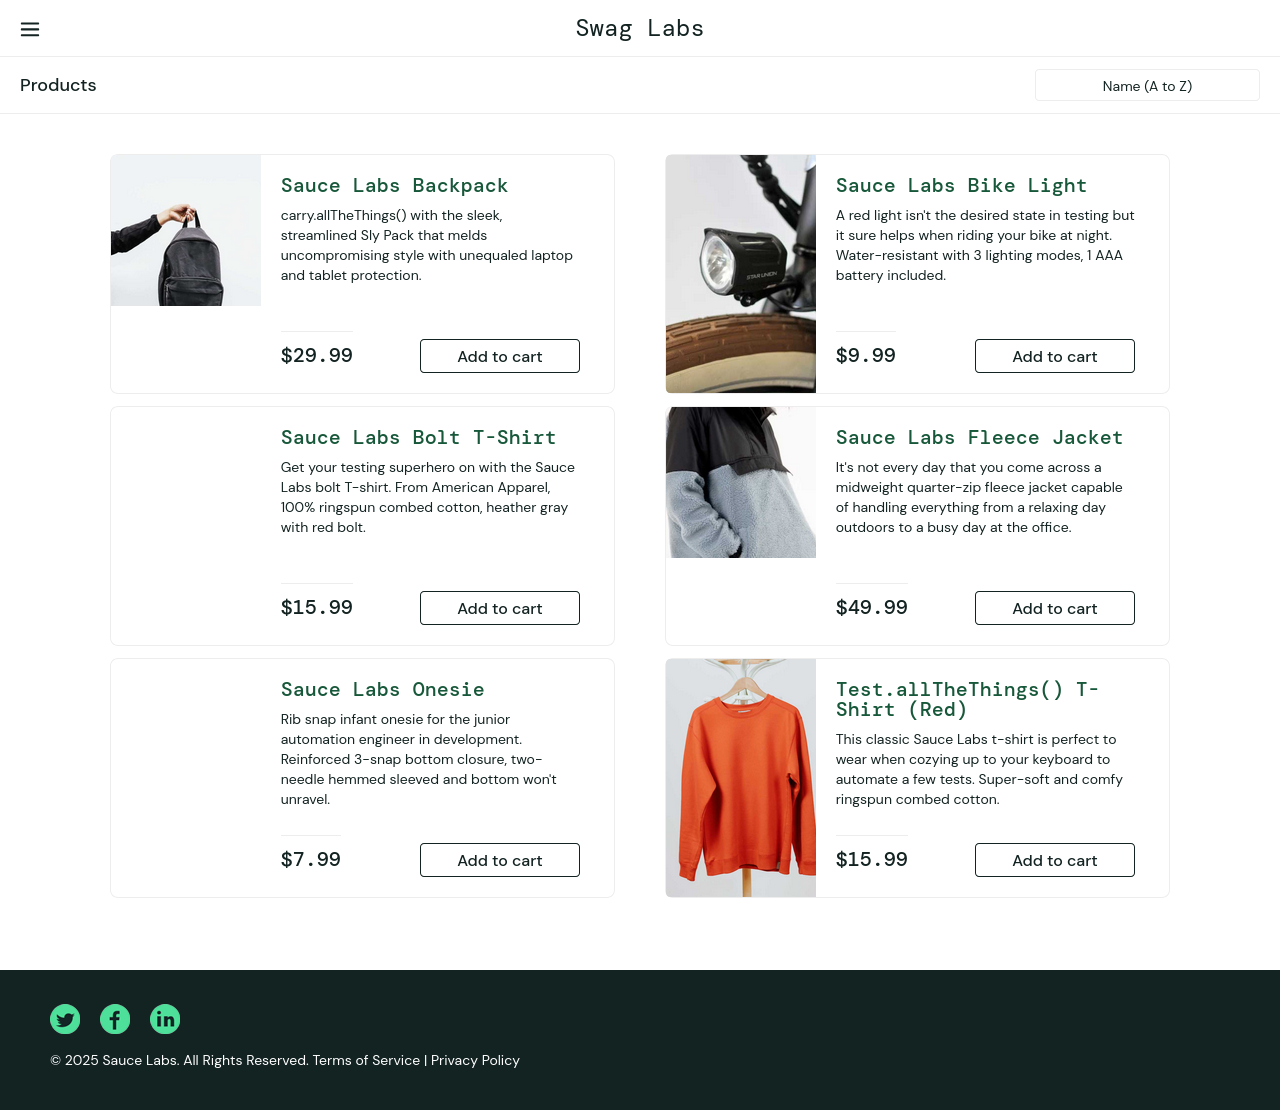 Swag Labs
Products
Name (A to Z)
Sauce Labs Backpack
carry.allTheThings() with the sleek,
streamlined Sly Pack that melds
uncompromising style with unequaled laptop
and tablet protection.
$29.99
Add to cart
STAR UNION
Sauce Labs Bike Light
A red light isn't the desired state in testing but
it sure helps when riding your bike at night.
Water-resistant with 3 lighting modes, 1 AAA
battery included.
$9.99
Add to cart
Sauce Labs Bolt T-Shirt
Get your testing superhero on with the Sauce
Labs bolt T-shirt. From American Apparel,
100% ringspun combed cotton, heather gray
with red bolt.
$15.99
Add to cart
Sauce Labs Fleece Jacket
It's not every day that you come across a
midweight quarter-zip fleece jacket capable
of handling everything from a relaxing day
outdoors to a busy day at the office.
$49.99
Add to cart
Sauce Labs Onesie
Rib snap infant onesie for the junior
automation engineer in development.
Reinforced 3-snap bottom closure, two-
needle hemmed sleeved and bottom won't
unravel.
$7.99
Add to cart
Test.allTheThings() T-
Shirt (Red)
This classic Sauce Labs t-shirt is perfect to
wear when cozying up to your keyboard to
automate a few tests. Super-soft and comfy
ringspun combed cotton.
$15.99
Add to cart
© 2025 Sauce Labs. All Rights Reserved. Terms of Service | Privacy Policy